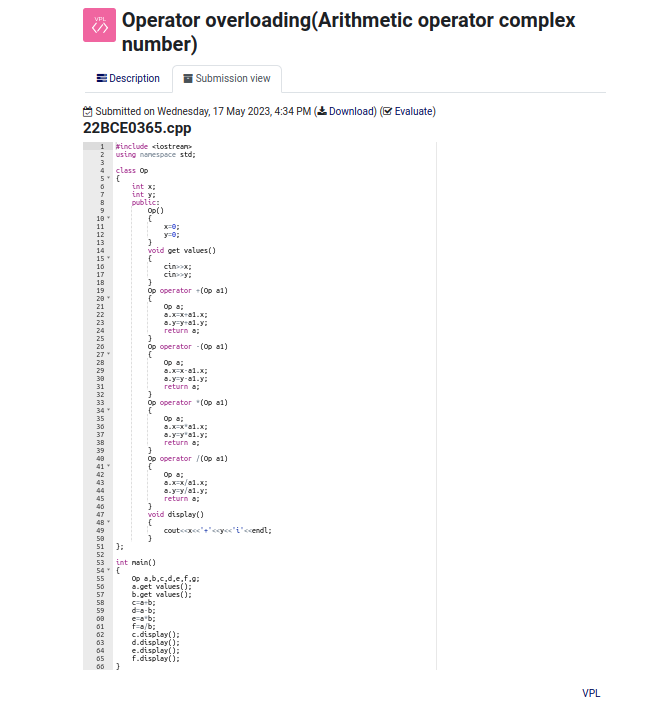 VPL
</>
Operator overloading(Arithmetic operator complex
number)
Description
Submission view
Submitted on Wednesday, 17 May 2023, 4:34 PM (Download) (Evaluate)
22BCE0365.cpp
1 #include <iostream>
2 using namespace std;
3
4 class Op
5 {
6 int x;
7 int y;
8 public:
9 Op()
10 {
11 x=0;
12 y=0;
13 }
14 void get_values()
15 {
16 cin>>x;
17 cin>>y;
18 }
19 Op operator +(Op a1)
20 {
21 Op a;
22 a.x=x+a1.x;
23 a.y=y+a1.y;
24 return a;
25 }
26 Op operator -(Op a1)
27 {
28 Op a;
29 a.x=x-a1.x;
30 a.y=y-a1.y;
31 return a;
32 }
33 Op operator *(Op a1)
34 {
35 Op a;
36 a.x=x*a1.x;
37 a.y=y*a1.y;
38 return a;
39 }
40 Op operator /(Op a1)
41 {
42 Op a;
43 a.x=x/a1.x;
44 a.y=y/a1.y;
45 return a;
46 }
47 void display()
48 {
49 cout<<x<<'+'<<y<<'i'<<endl;
50 }
51 };
52
53 int main()
54 {
55 Op a,b,c,d,e,f,g;
56 a.get_values();
57 b.get_values();
58 c=a+b;
59 d=a-b;
60 e=a*b;
61 f=a/b;
62 c.display();
63 d.display();
64 e.display();
65 f.display();
66 }
VPL